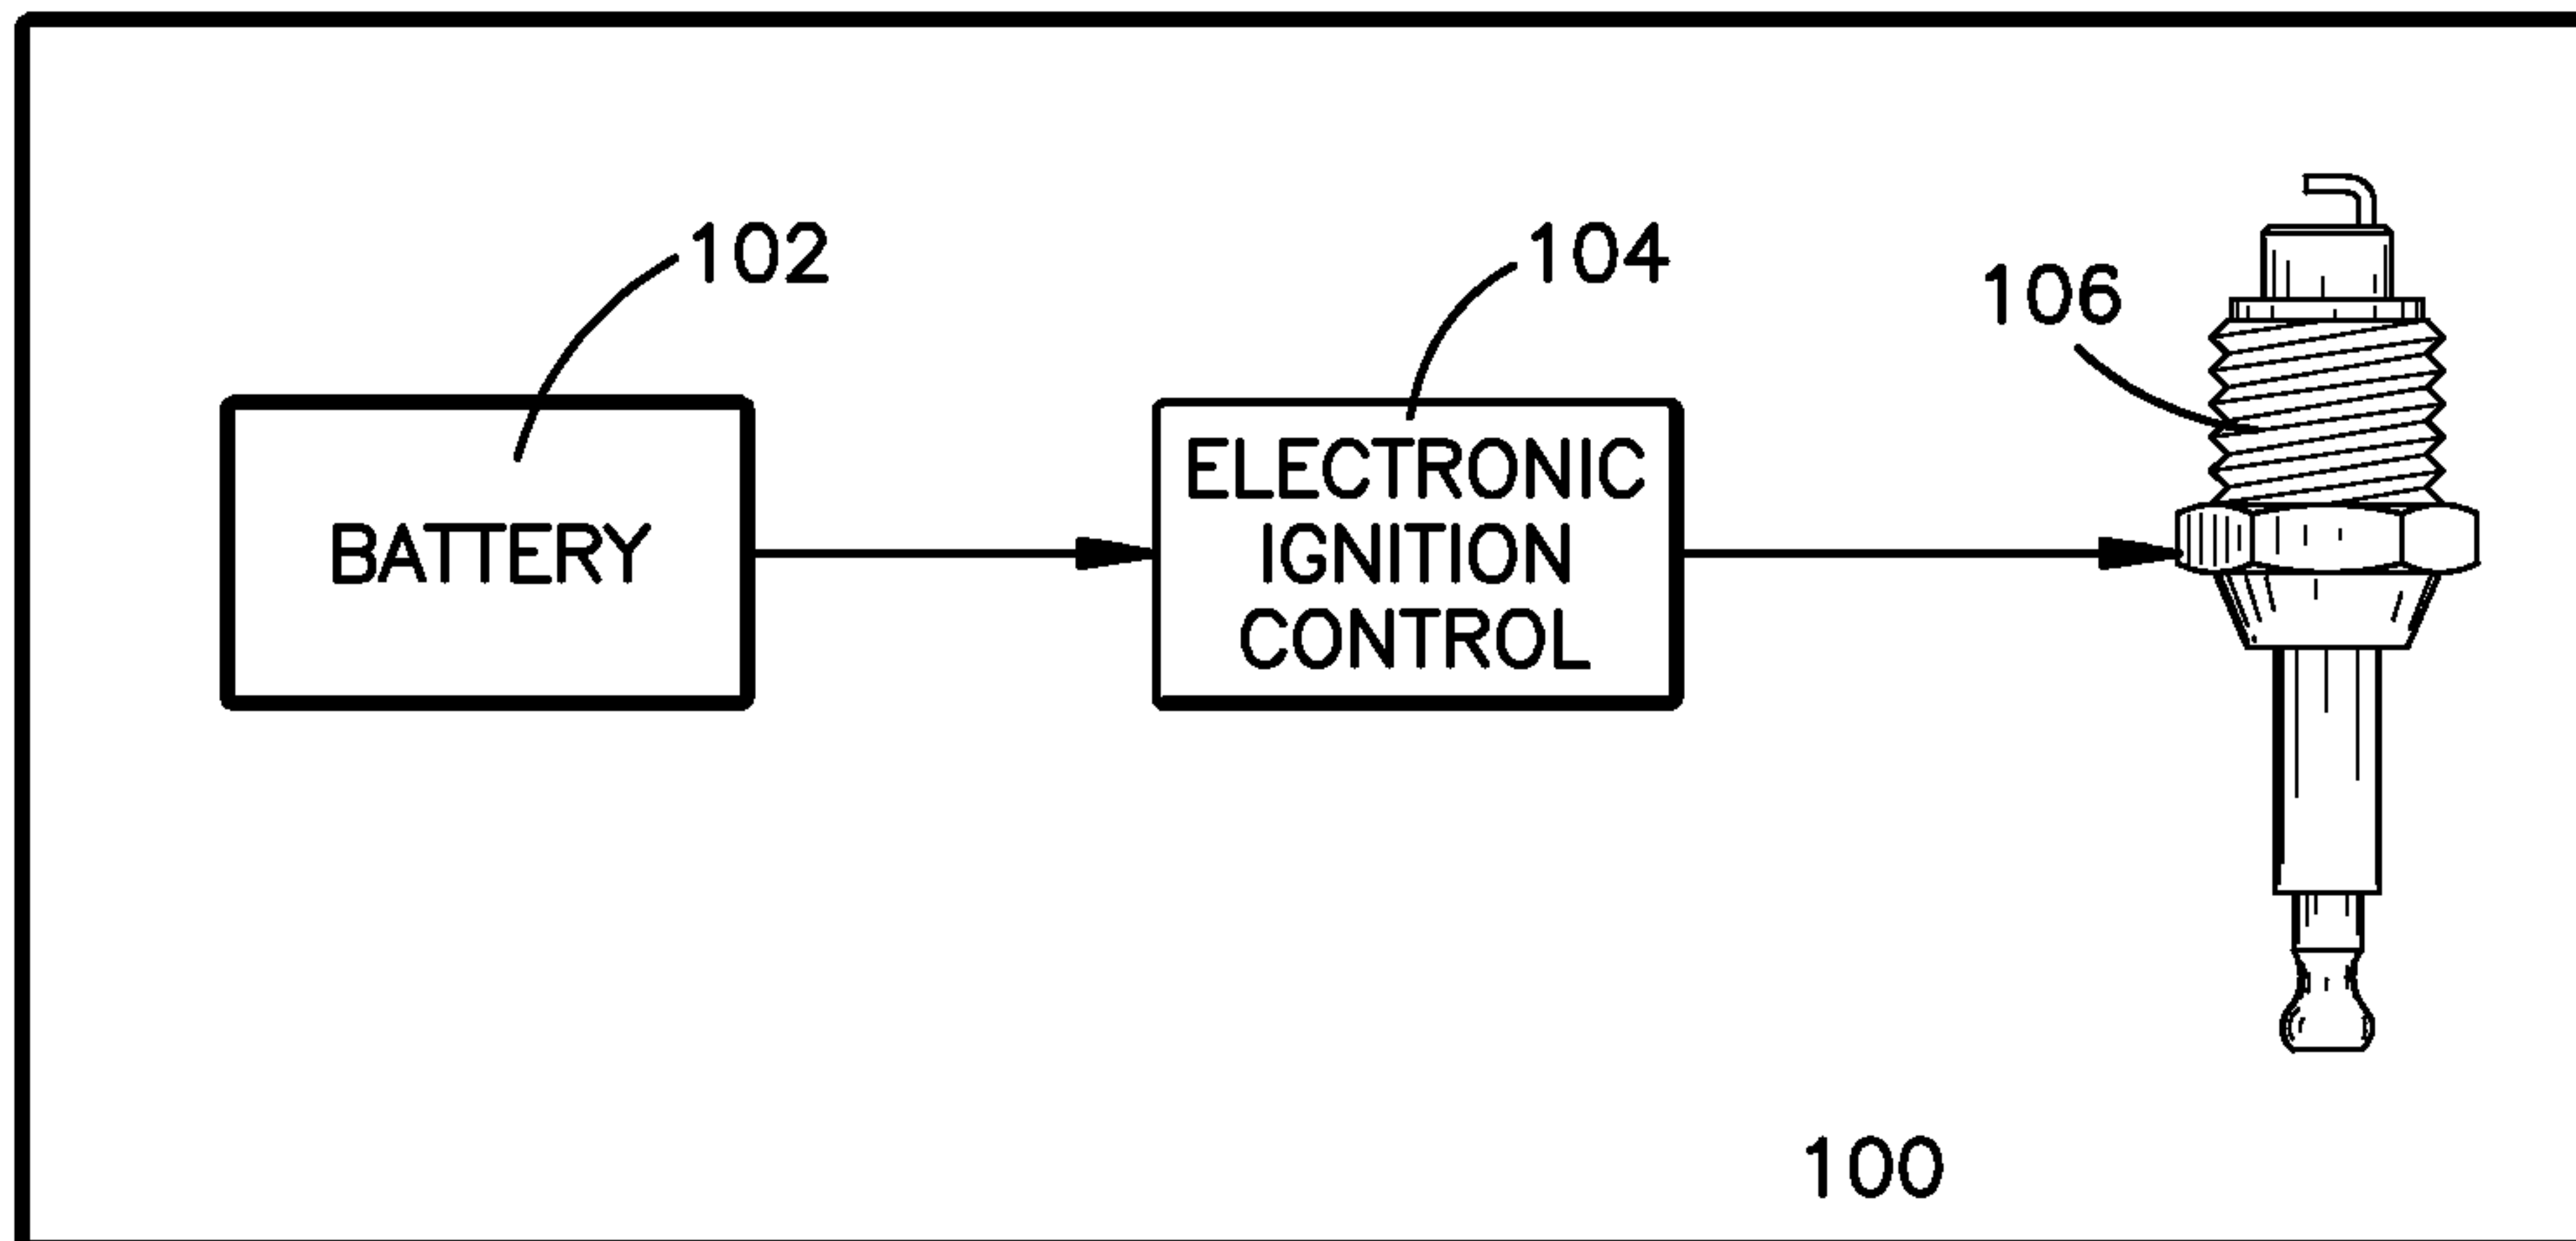 102
104
106
BATTERY
ELECTRONIC
IGNITION
CONTROL
100